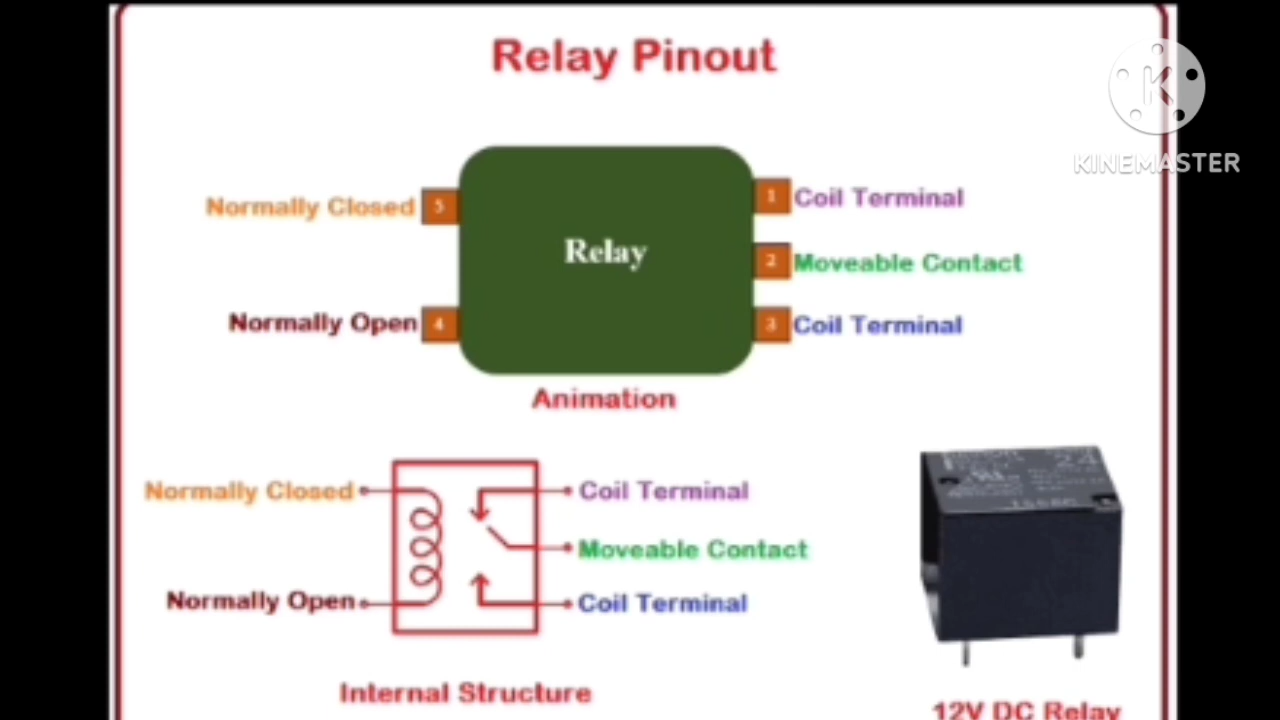 Relay Pinout
K
KINEMASTER
Normally Closed 5
1 Coil Terminal
Relay
2 Moveable Contact
Normally Open 4
3 Coil Terminal
Animation
Normally Closed
Coil Terminal
Moveable Contact
Normally Open
Coil Terminal
Internal Structure
12V DC Relay